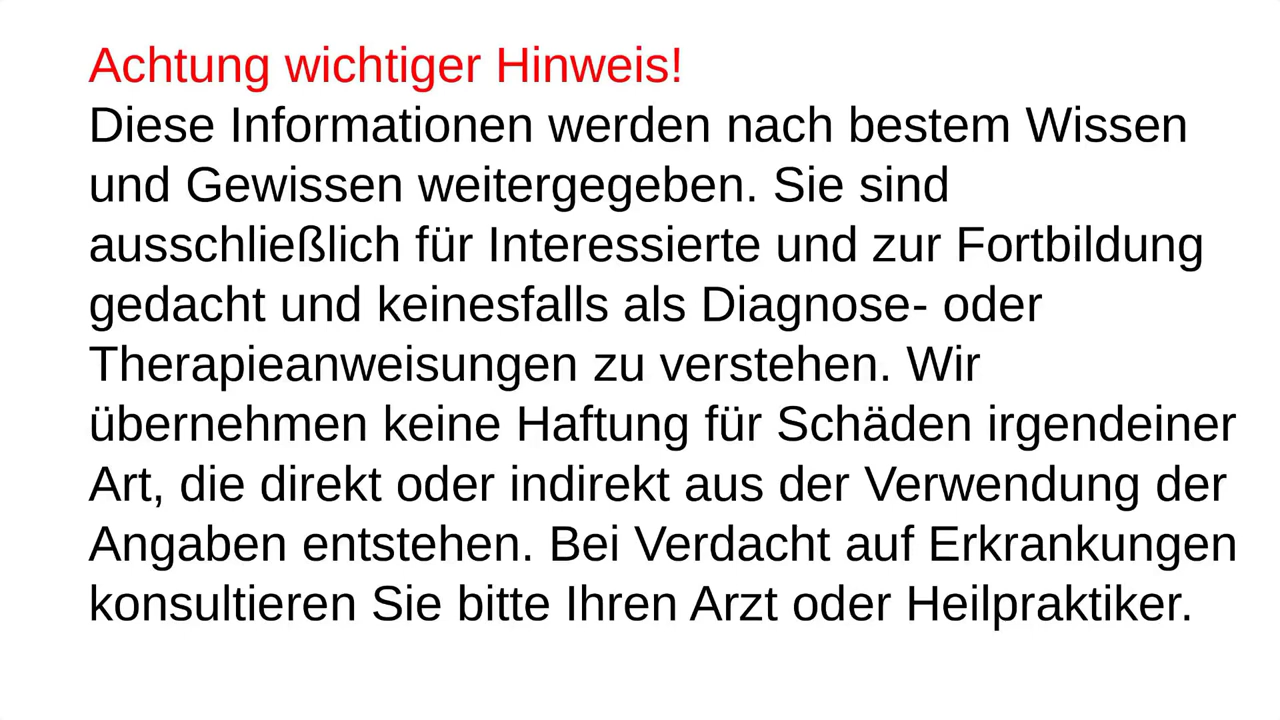 Achtung wichtiger Hinweis!
Diese Informationen werden nach bestem Wissen
und Gewissen weitergegeben. Sie sind
ausschließlich für Interessierte und zur Fortbildung
gedacht und keinesfalls als Diagnose- oder
Therapieanweisungen zu verstehen. Wir
übernehmen keine Haftung für Schäden irgendeiner
Art, die direkt oder indirekt aus der Verwendung der
Angaben entstehen. Bei Verdacht auf Erkrankungen
konsultieren Sie bitte Ihren Arzt oder Heilpraktiker.